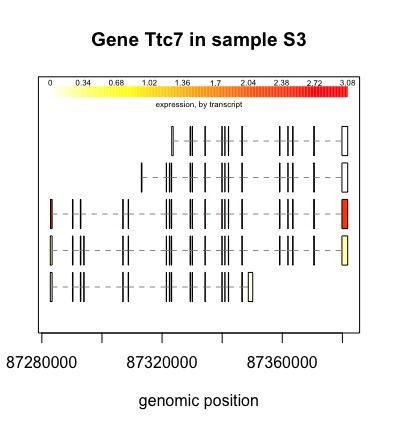 Gene Ttc7 in sample S3
0 0.34 0.68 1.02 1.36 1.7 2.04 2.38 2.72 3.08
expression, by transcript
87280000 87320000 87360000
genomic position